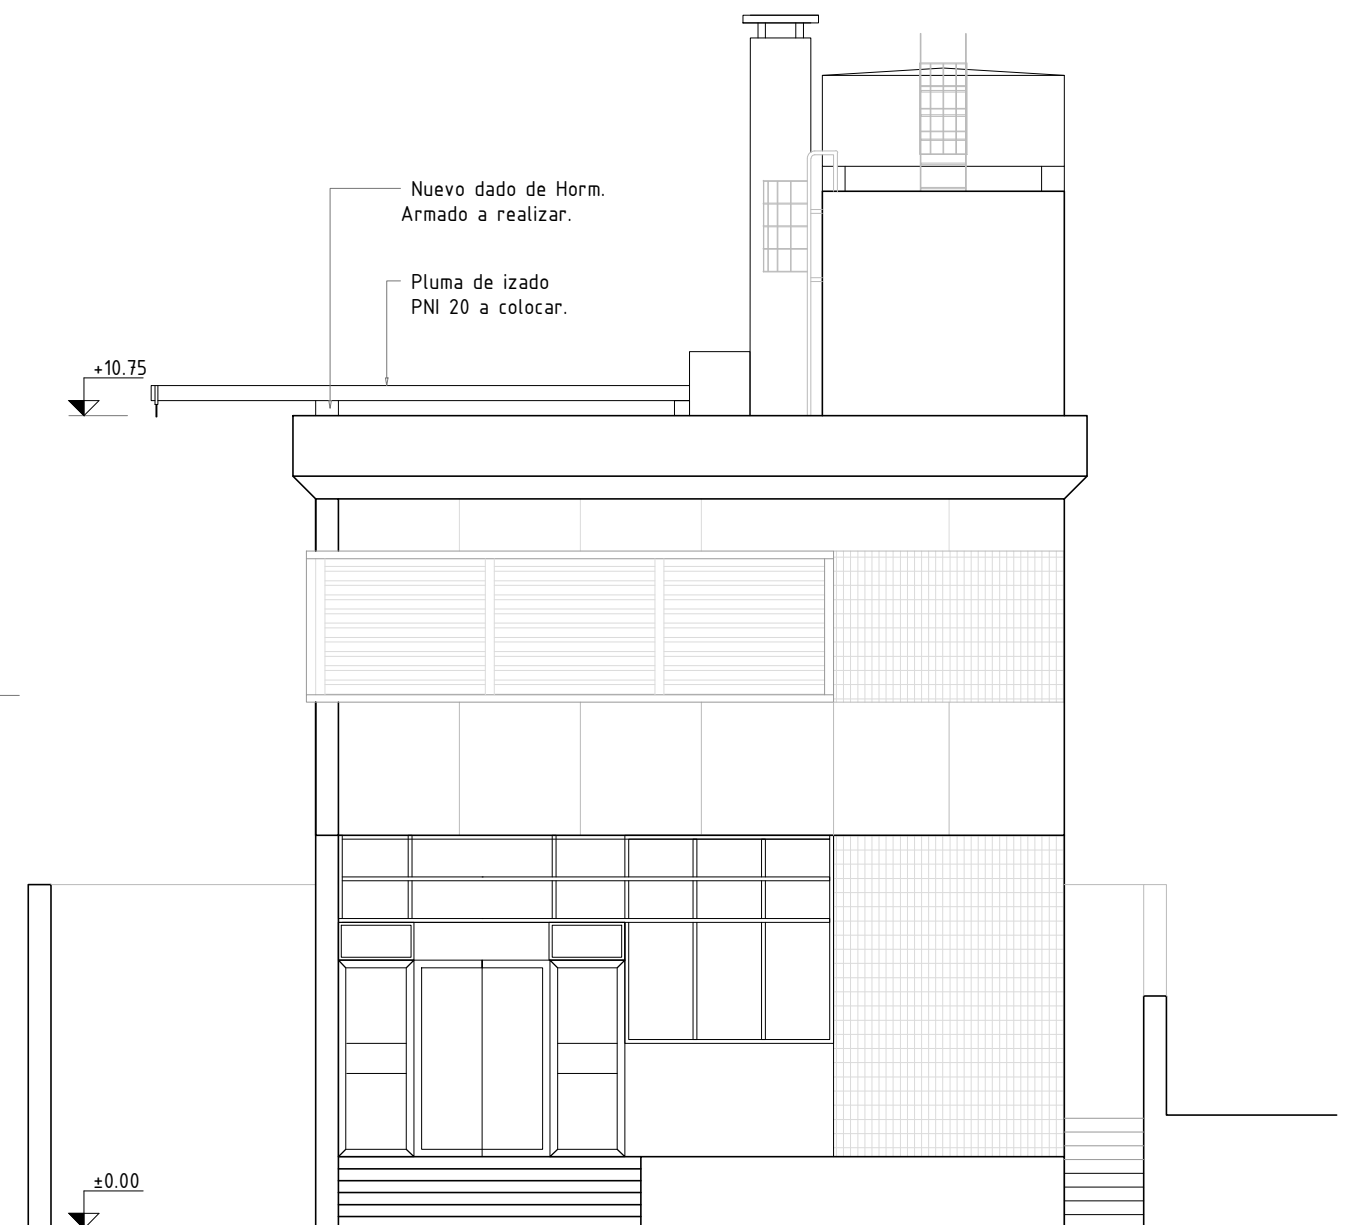 Nuevo dado de Horm.
Armado a realizar.
Pluma de izado
PNI 20 a colocar.
+10.75
±0.00